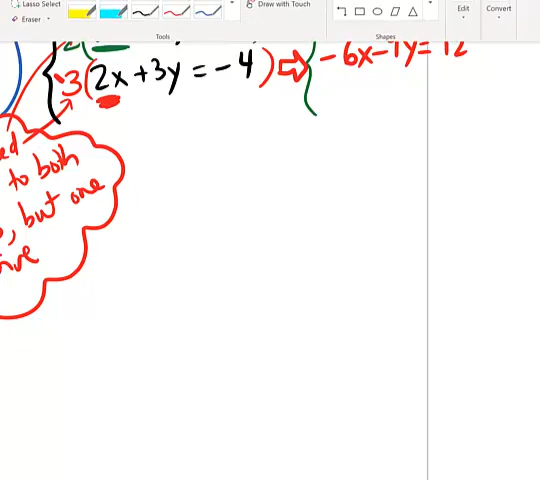 Lasso Select
Draw with Touch
Eraser
Edit
Convert
Tools
Shapes
2(
-3(2x+3y=-4) ⇒ -6x-9y=12
to both
, but one